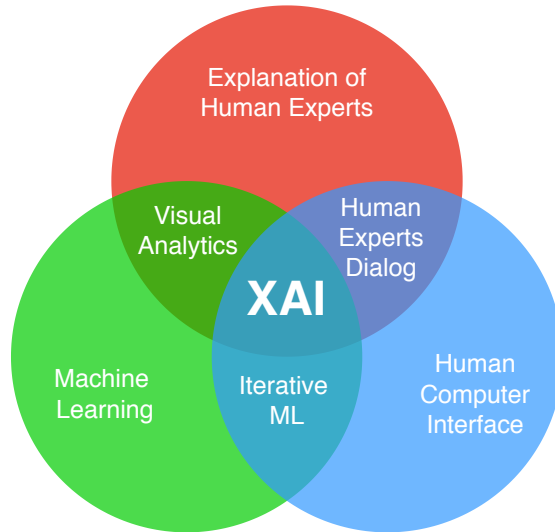 Explanation of
Human Experts
Visual
Analytics
Human
Experts
Dialog
XAI
Machine
Learning
Iterative
ML
Human
Computer
Interface